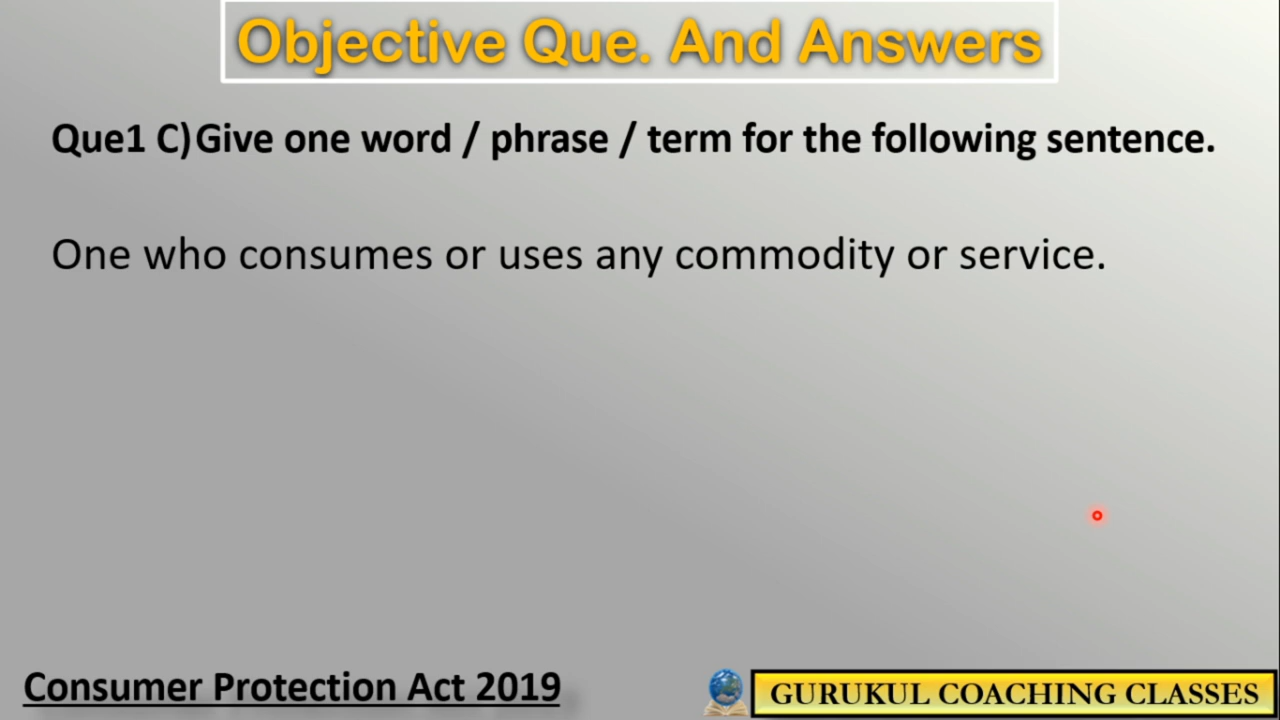 Objective Que. And Answers
Que1 C)Give one word / phrase / term for the following sentence.
One who consumes or uses any commodity or service.
Consumer Protection Act 2019
GURUKUL COACHING CLASSES